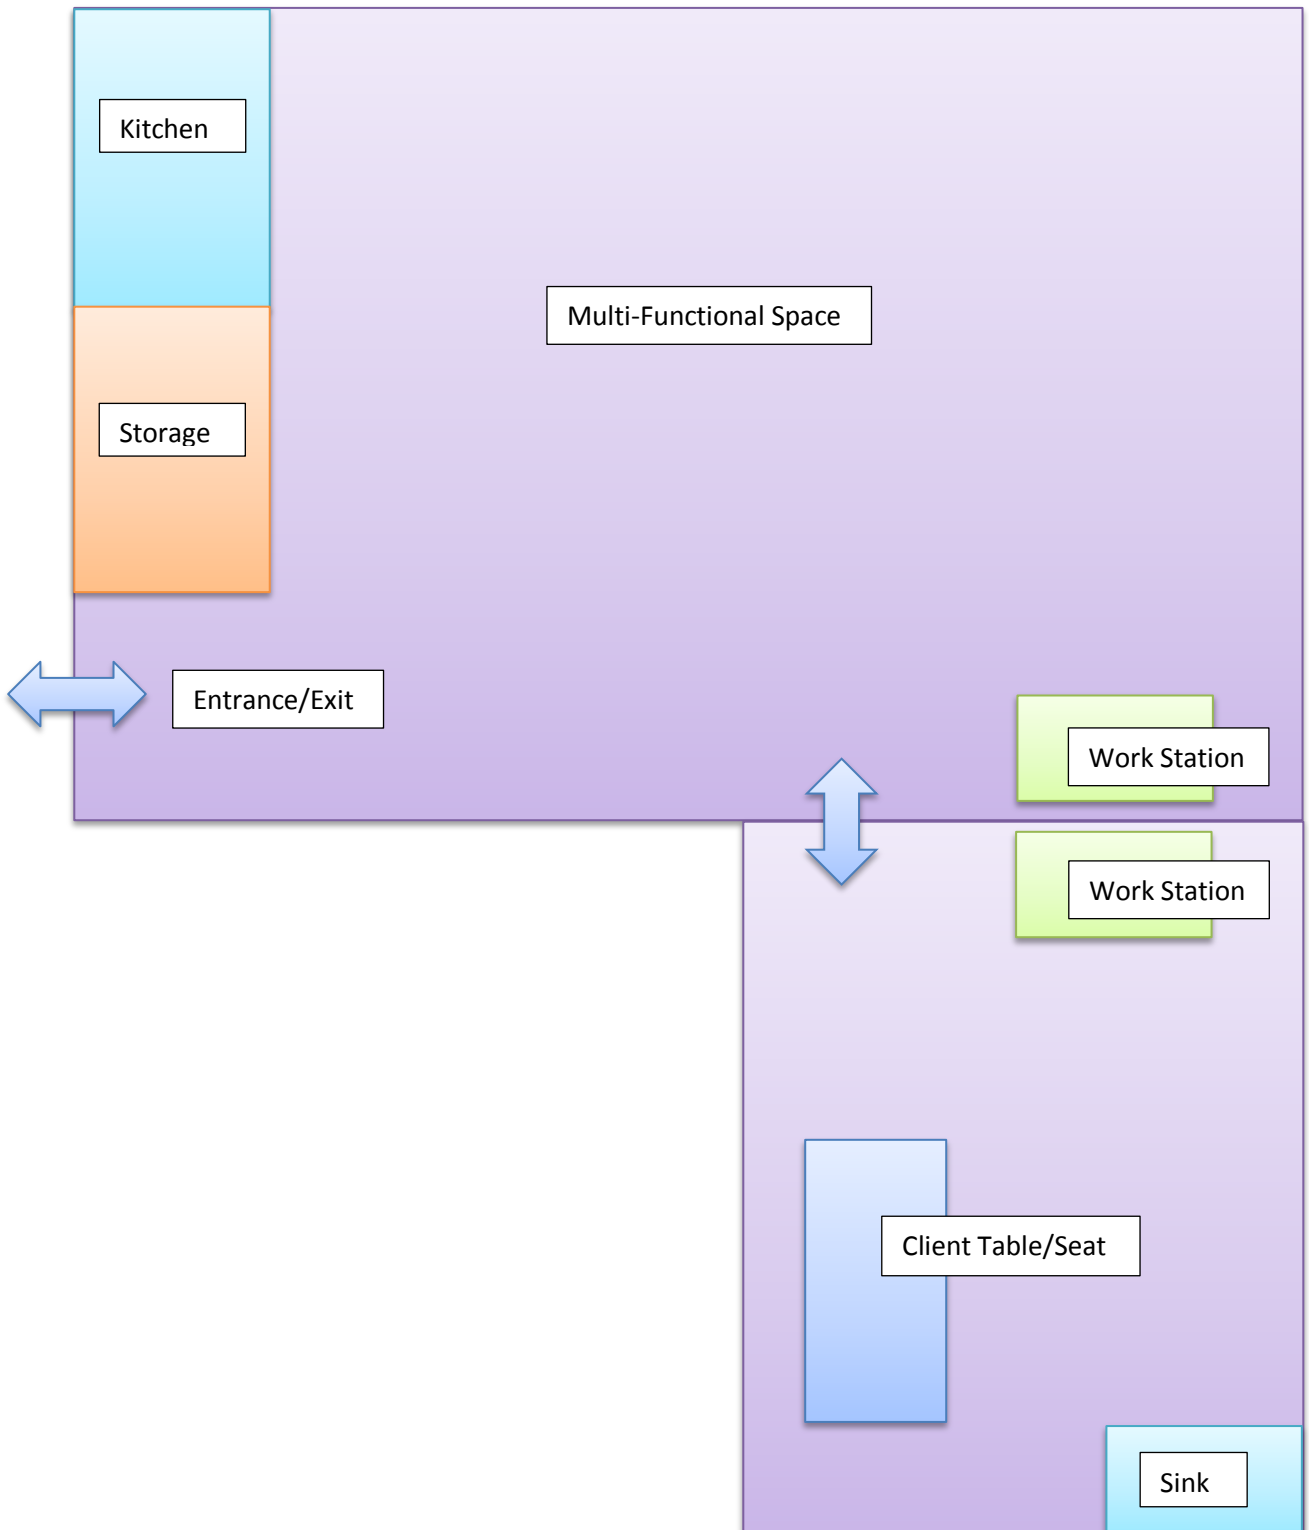 Kitchen
Multi-Functional Space
Storage
Entrance/Exit
Work Station
Work Station
Client Table/Seat
Sink